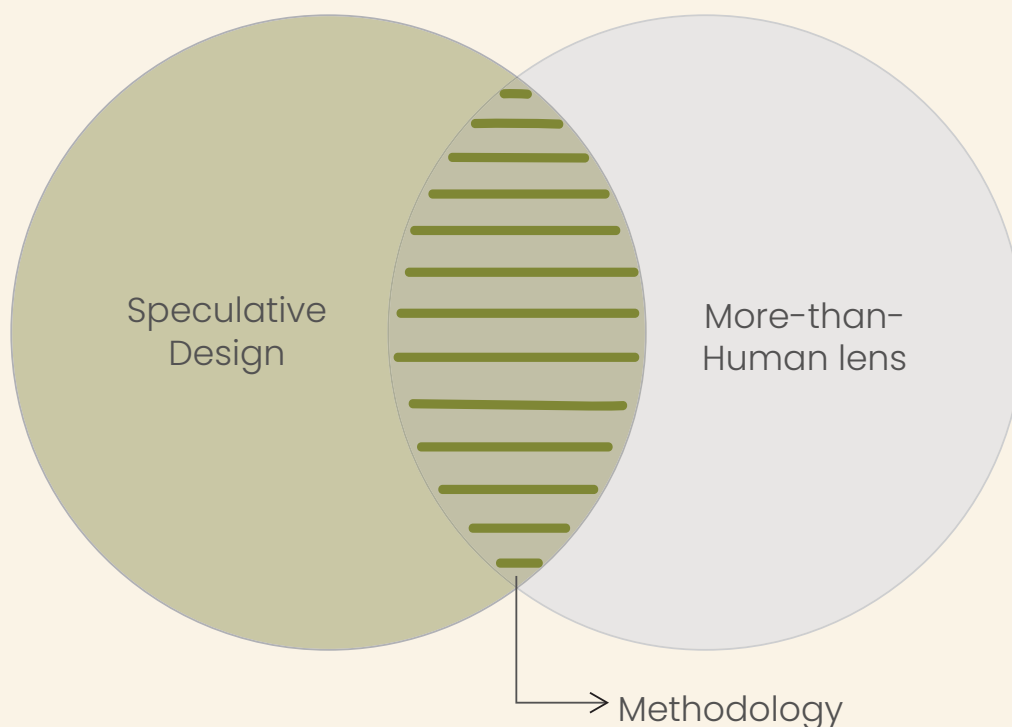 Speculative
Design
More-than-
Human lens
Methodology